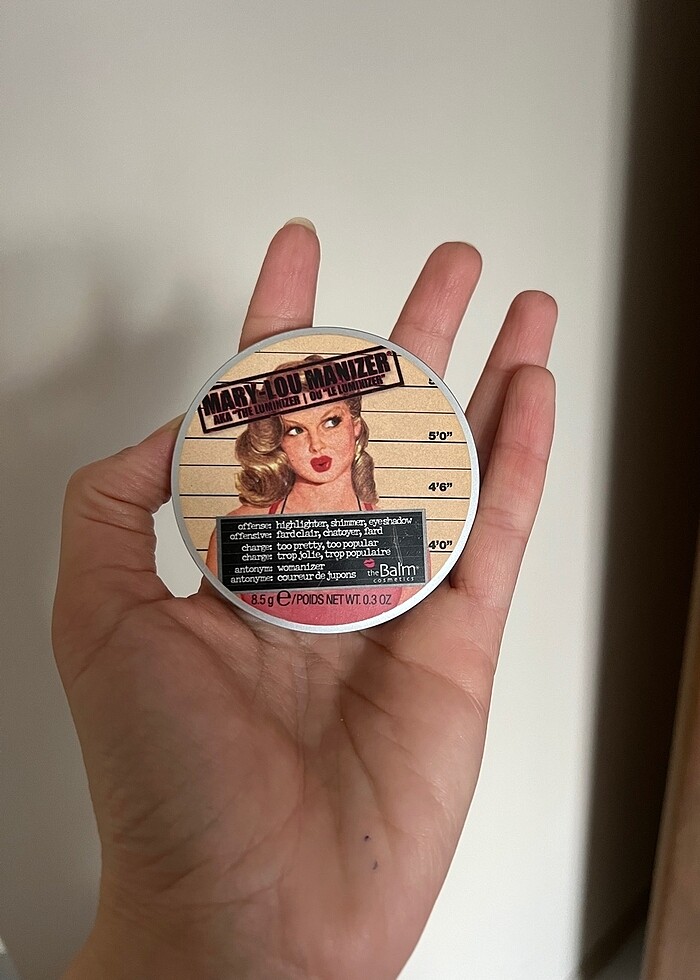 MARY-LOU MANIZER®
AKA "THE LUMINIZER | OU "LE LUMINIZER"
5'0"
4'6"
4'0"
offense: highlighter, shimmer, eyeshadow
offensive: fard clair, chatoyer, fard
charge: too pretty, too popular
charge: trop jolie, trop populaire
antonym: womanizer
antonyme: coureur de jupons
theBalm®
cosmetics
8.5 g ℮/POIDS NET WT. 0.3 OZ